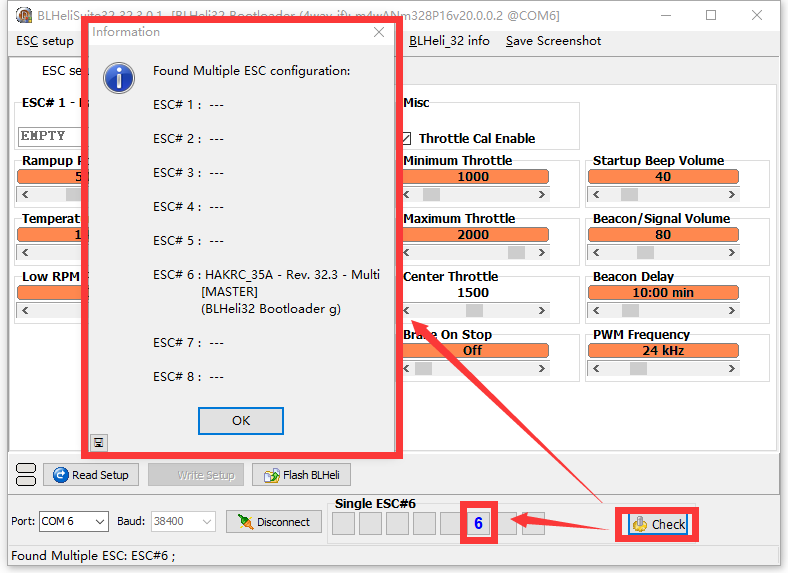 BLHeliSuite32 32.3.0.1 [BLHeli32 Bootloader (4way-if): m4wANm328P16v20.0.0.2 @COM6]
ESC setup
BLHeli_32 info
Save Screenshot
Information
Found Multiple ESC configuration:
ESC# 1 : ---
ESC# 2 : ---
ESC# 3 : ---
ESC# 4 : ---
ESC# 5 : ---
ESC# 6 : HAKRC_35A - Rev. 32.3 - Multi
[MASTER]
(BLHeli32 Bootloader g)
ESC# 7 : ---
ESC# 8 : ---
OK
ESC
ESC# 1 -
EMPTY
Rampup
Temperat
Low RPM
Misc
Throttle Cal Enable
Minimum Throttle
1000
Maximum Throttle
2000
Center Throttle
1500
Brake On Stop
Off
Startup Beep Volume
40
Beacon/Signal Volume
80
Beacon Delay
10:00 min
PWM Frequency
24 kHz
Read Setup
Write Setup
Flash BLHeli
Port: COM 6
Baud: 38400
Disconnect
Single ESC#6
6
Check
Found Multiple ESC: ESC#6 ;